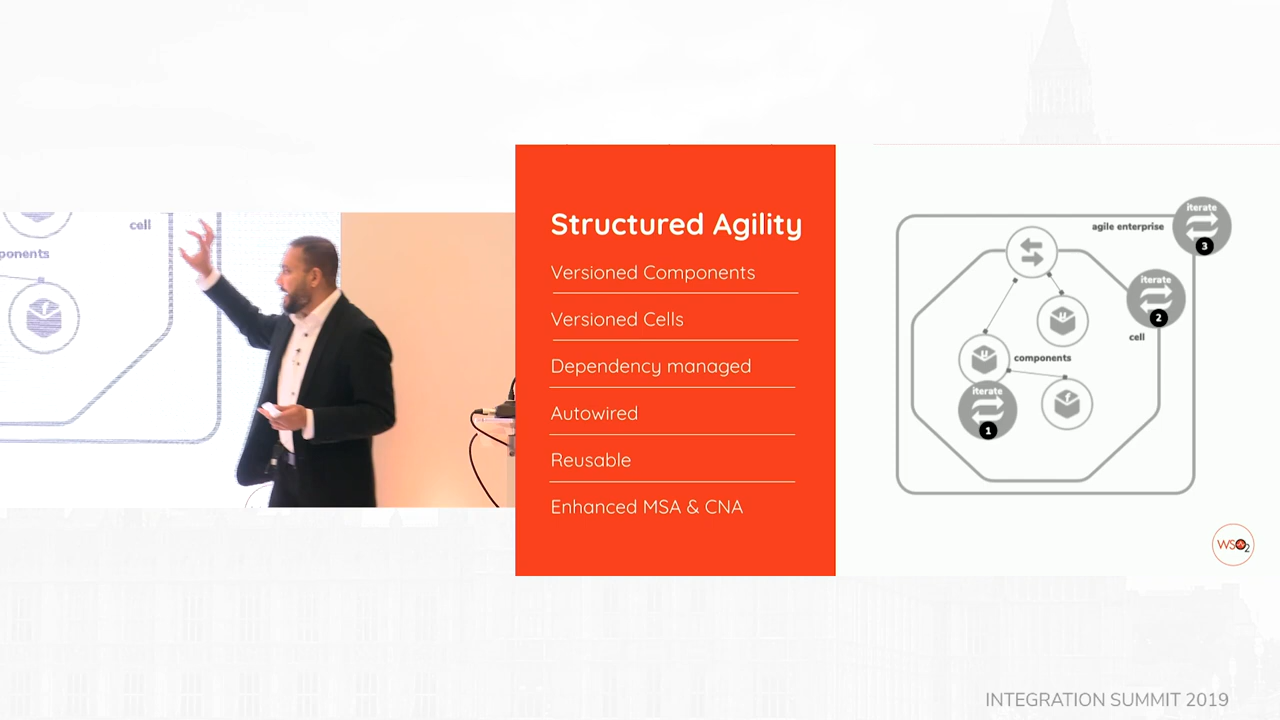 cell
ponents
Structured Agility
Versioned Components
Versioned Cells
Dependency managed
Autowired
Reusable
Enhanced MSA & CNA
iterate
3
agile enterprise
iterate
2
cell
components
iterate
1
WSO2
INTEGRATION SUMMIT 2019